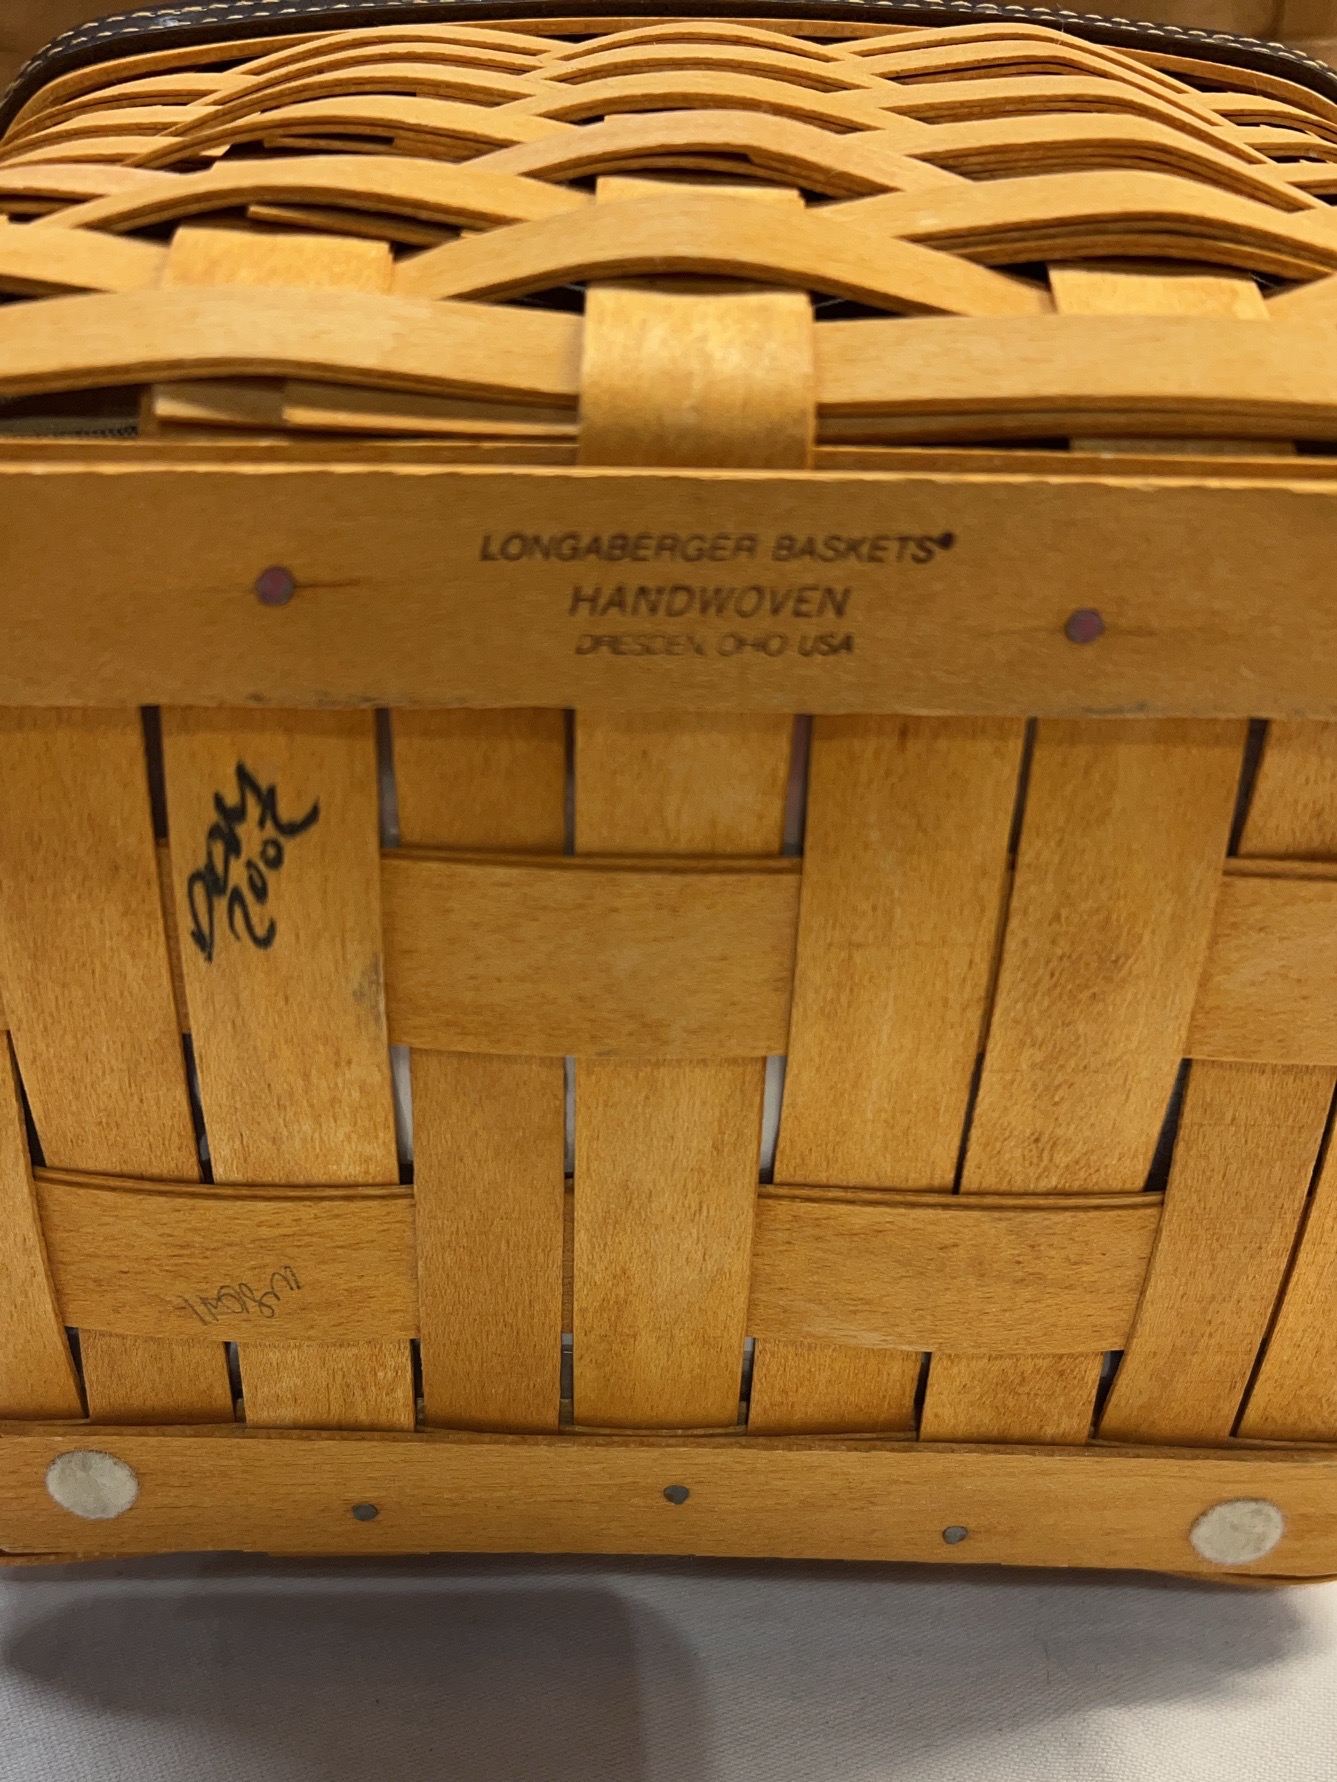 LONGABERGER BASKETS®
HANDWOVEN
DRESDEN, OHIO USA
2002